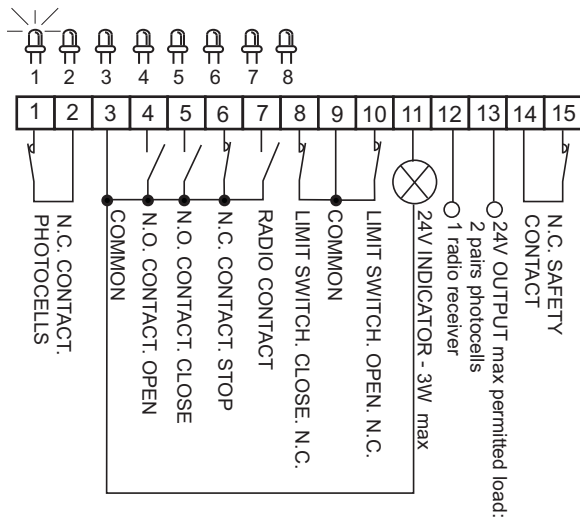 1 2 3 4 5 6 7 8
1 2 3 4 5 6 7 8 9 10 11 12 13 14 15
N.C. CONTACT.
PHOTOCELLS
COMMON
N.O. CONTACT. OPEN
N.O. CONTACT. CLOSE
N.C. CONTACT. STOP
RADIO CONTACT
LIMIT SWITCH. CLOSE. N.C.
COMMON
LIMIT SWITCH. OPEN. N.C.
24V INDICATOR - 3W max
24V OUTPUT max permitted load:
2 pairs photocells
1 radio receiver
N.C. SAFETY
CONTACT